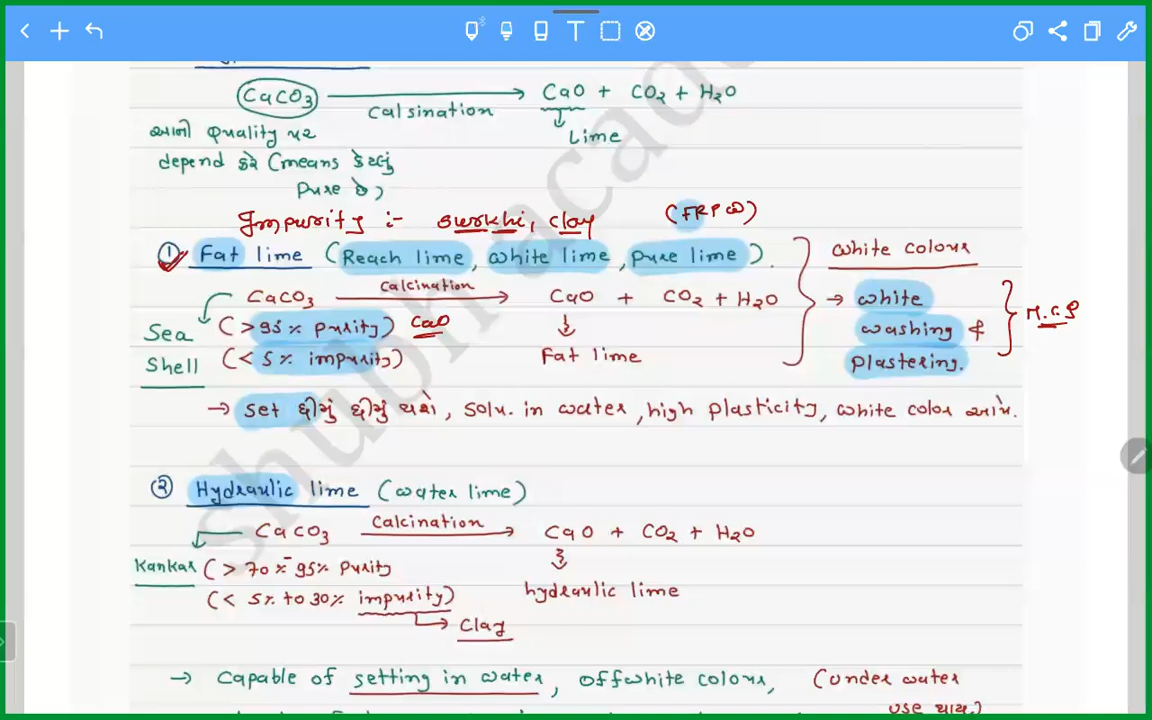 CaCO3 → CaO + CO2 + H2O
Calsination
Lime
આની quality પર
depend કરે (means કેટલું
Pure છે)
Impurity :- surkhi, clay (FRPW)
① Fat lime (Reach lime, white lime, pure lime). white colour
CaCO3 calcination → CaO + CO2 + H2O → white
Sea (> 95% purity) CaO washing & M.C.Q
Shell (< 5% impurity) Fat lime plastering.
→ Set ધીમું ધીમું થશે, solu. in water, high plasticity, white color આપે.
② Hydraulic lime (water lime)
CaCO3 Calcination → CaO + CO2 + H2O
Kankar (> 70%-95% Purity
(< 5% to 30% impurity) hydraulic lime
→ Clay
→ Capable of setting in water, offwhite colour, (under water
use થાય.)
shubh acad